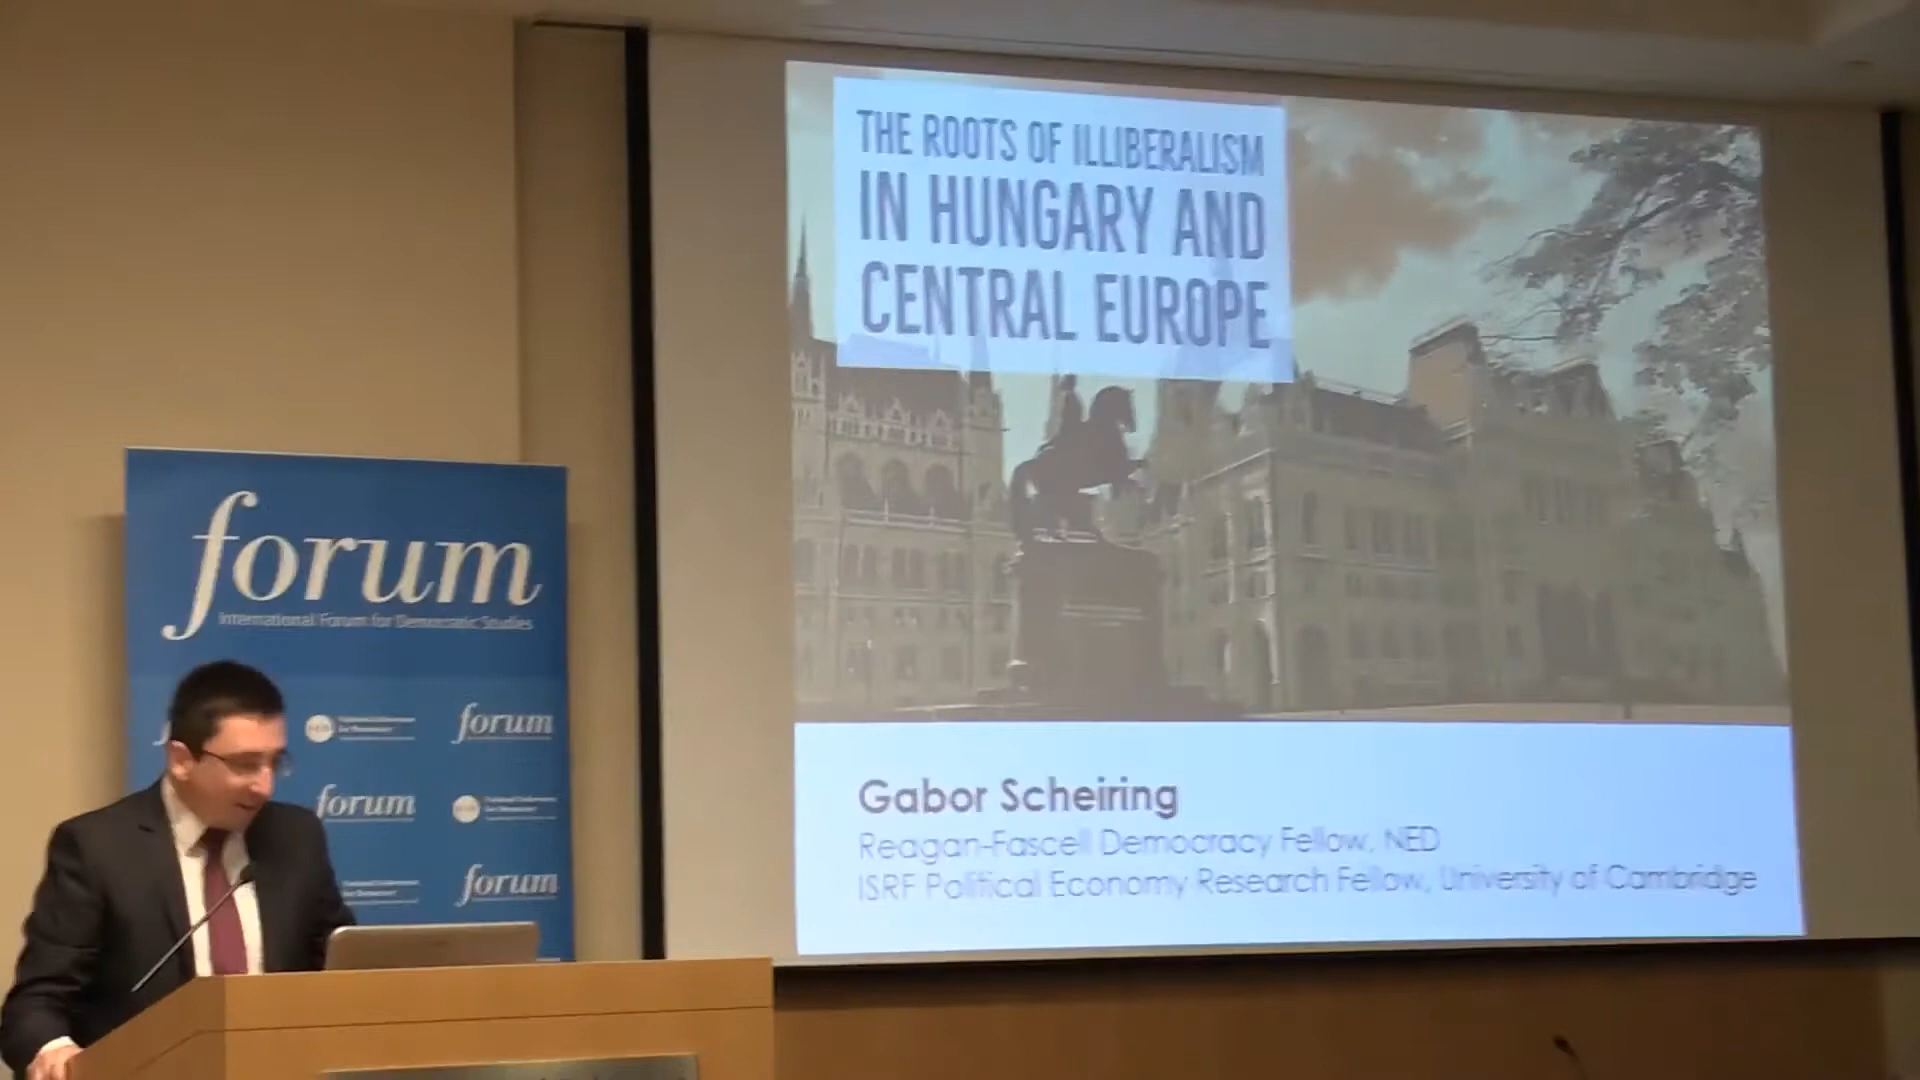 THE ROOTS OF ILLIBERALISM
IN HUNGARY AND
CENTRAL EUROPE
Gabor Scheiring
Reagan-Fascell Democracy Fellow, NED
ISRF Political Economy Research Fellow, University of Cambridge
forum
International Forum for Democratic Studies
forum
forum
forum